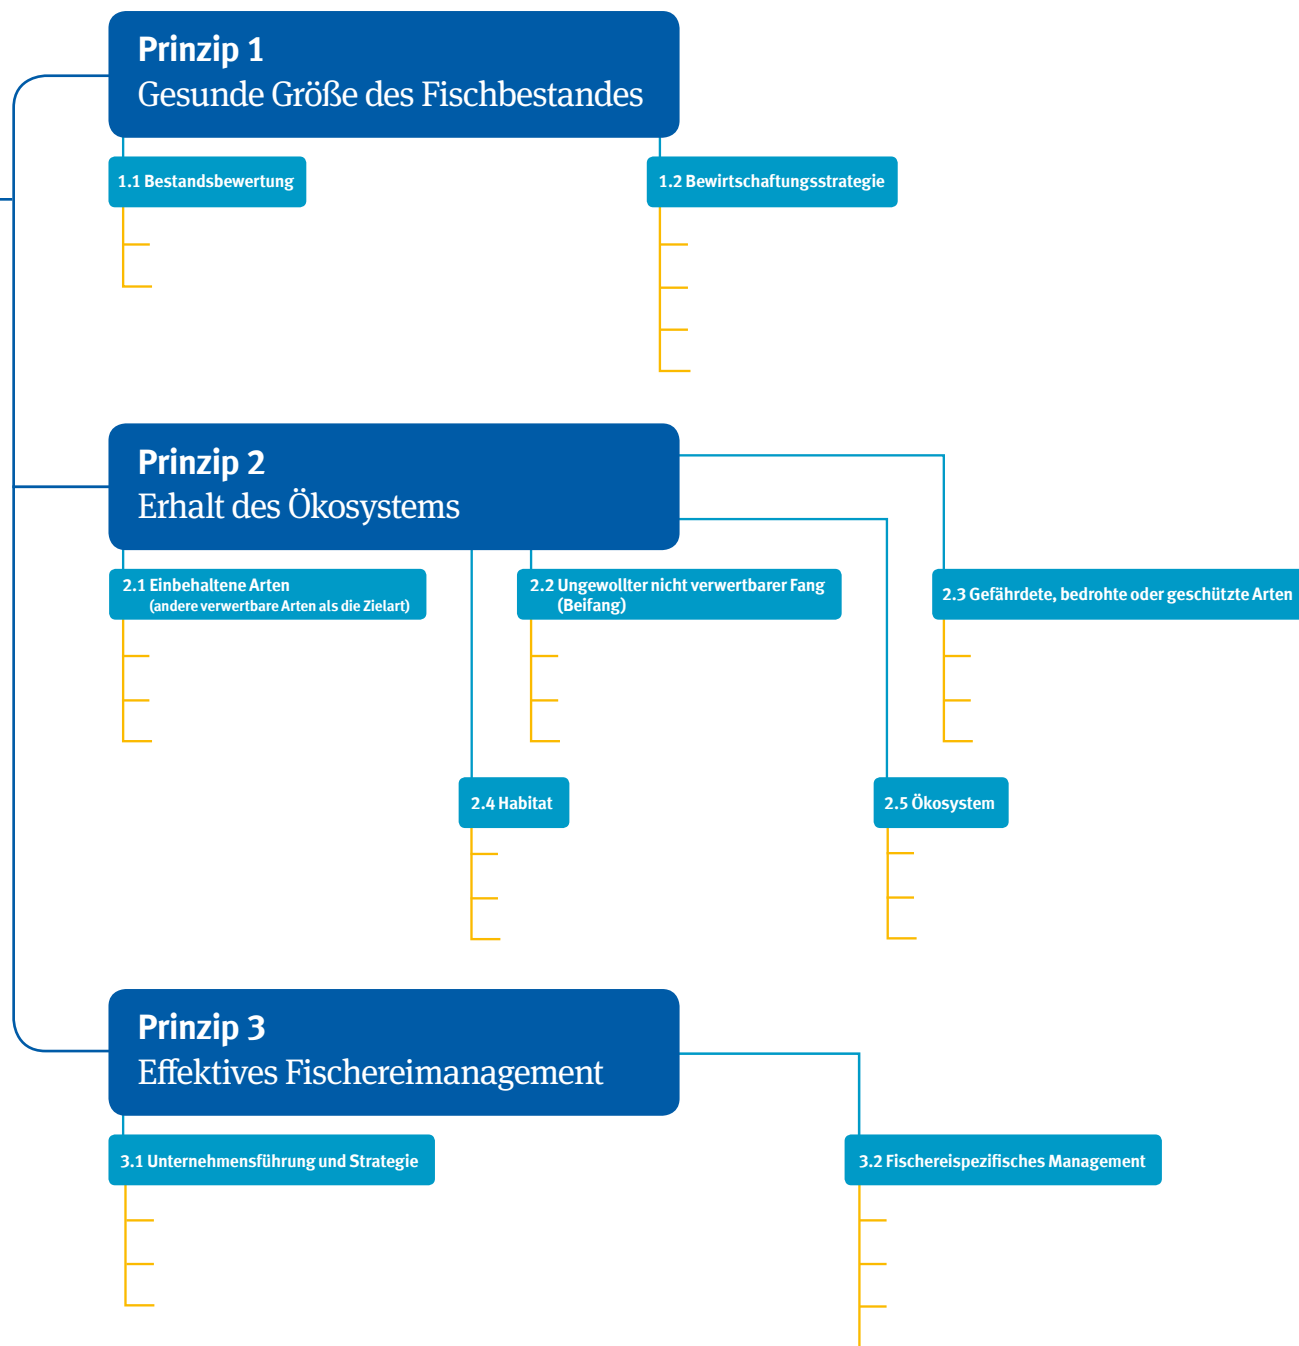 Prinzip 1
Gesunde Größe des Fischbestandes
1.1 Bestandsbewertung
1.2 Bewirtschaftungsstrategie
Prinzip 2
Erhalt des Ökosystems
2.1 Einbehaltene Arten
(andere verwertbare Arten als die Zielart)
2.2 Ungewollter nicht verwertbarer Fang
(Beifang)
2.3 Gefährdete, bedrohte oder geschützte Arten
2.4 Habitat
2.5 Ökosystem
Prinzip 3
Effektives Fischereimanagement
3.1 Unternehmensführung und Strategie
3.2 Fischereispezifisches Management